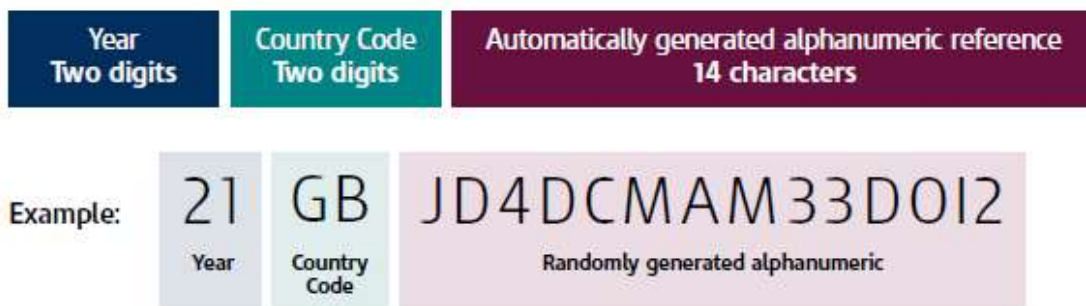 Year
Two digits
Country Code
Two digits
Automatically generated alphanumeric reference
14 characters
Example:
21
Year
GB
Country
Code
JD4DCMAM33DOI2
Randomly generated alphanumeric